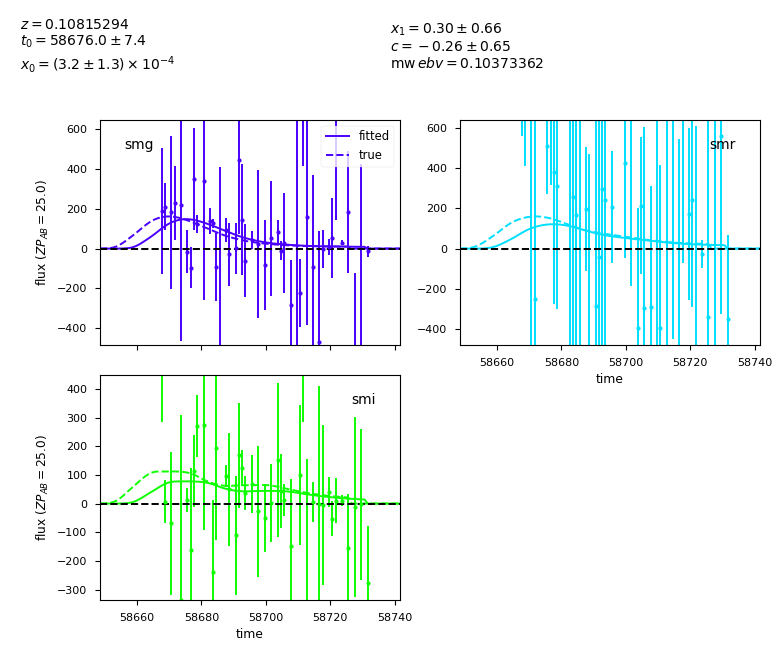 z = 0.10815294
t₀ = 58676.0 ± 7.4
x₀ = (3.2 ± 1.3) × 10⁻⁴
x₁ = 0.30 ± 0.66
c = −0.26 ± 0.65
mw ebv = 0.10373362
smg
fitted
true
600
400
200
0
−200
−400
flux (ZP_AB = 25.0)
smr
600
400
200
0
−200
−400
58660 58680 58700 58720 58740
time
smi
400
300
200
100
0
−100
−200
−300
flux (ZP_AB = 25.0)
58660 58680 58700 58720 58740
time